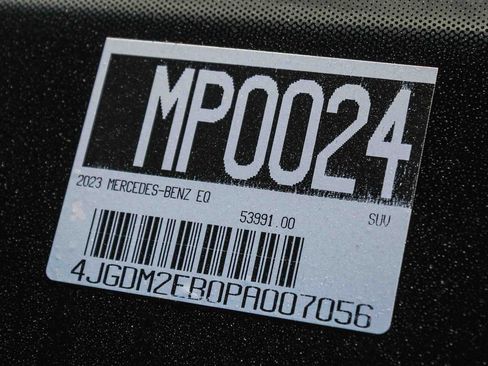 MP0024
2023 MERCEDES-BENZ EQ 53991.00 SUV
4JGDM2EB0PA007056